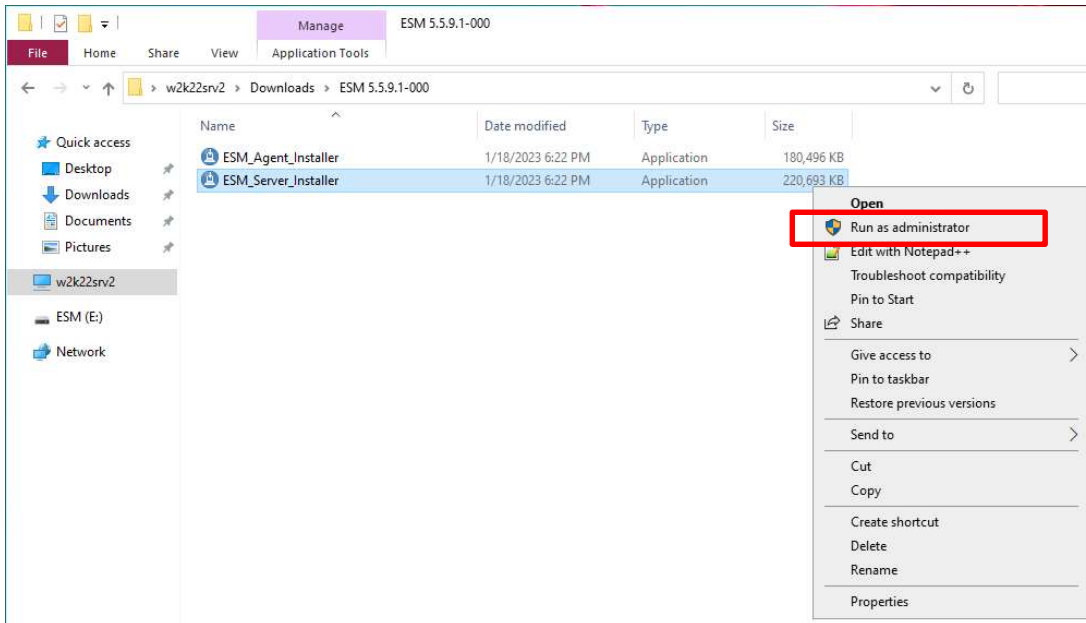 Manage
ESM 5.5.9.1-000
File Home Share View Application Tools
w2k22srv2 > Downloads > ESM 5.5.9.1-000
Name Date modified Type Size
Quick access
Desktop
Downloads
Documents
Pictures
w2k22srv2
ESM (E:)
Network
ESM_Agent_Installer 1/18/2023 6:22 PM Application 180,496 KB
ESM_Server_Installer 1/18/2023 6:22 PM Application 220,693 KB
Open
Run as administrator
Edit with Notepad++
Troubleshoot compatibility
Pin to Start
Share
Give access to
Pin to taskbar
Restore previous versions
Send to
Cut
Copy
Create shortcut
Delete
Rename
Properties